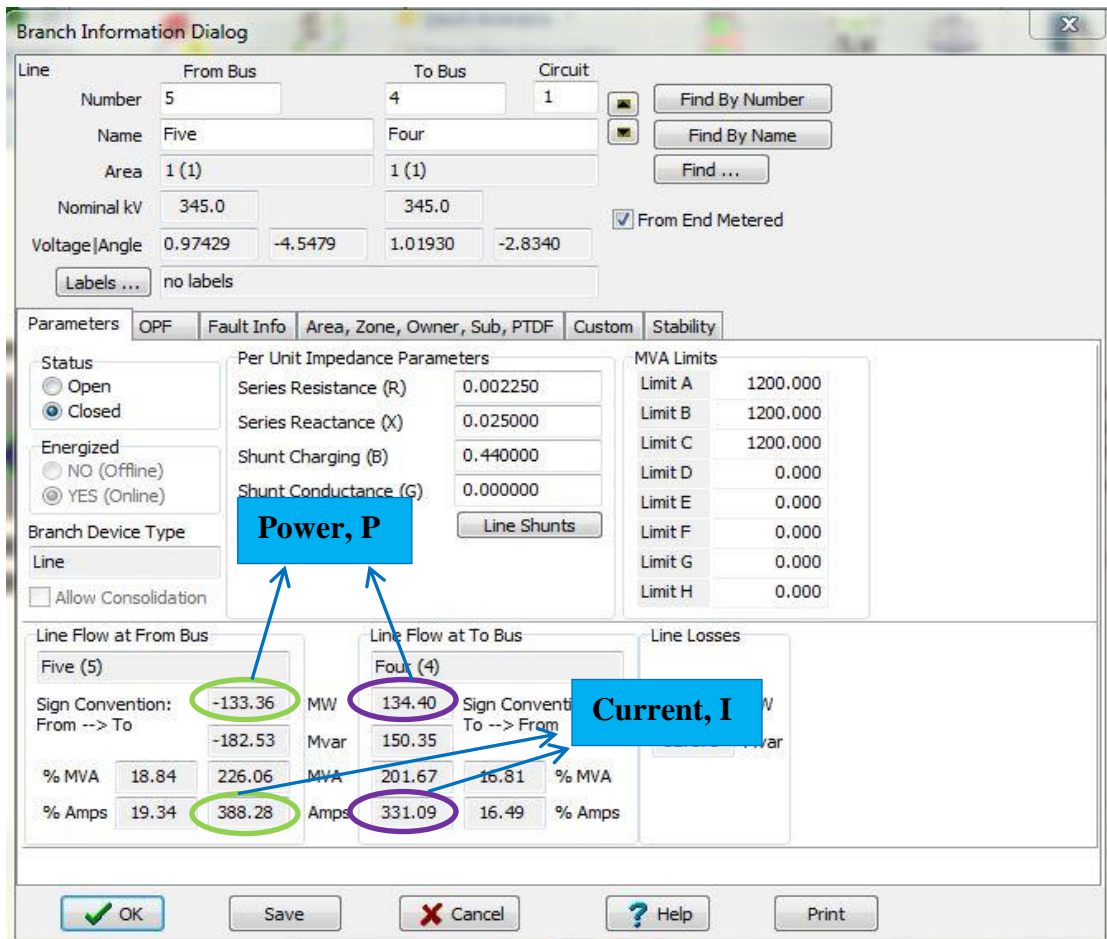 Branch Information Dialog
Line From Bus To Bus Circuit
Number 5 4 1 Find By Number
Name Five Four Find By Name
Area 1 (1) 1 (1) Find ...
Nominal kV 345.0 345.0
From End Metered
Voltage|Angle 0.97429 -4.5479 1.01930 -2.8340
Labels ... no labels
Parameters OPF Fault Info Area, Zone, Owner, Sub, PTDF Custom Stability
Status
Open
Closed
Energized
NO (Offline)
YES (Online)
Branch Device Type
Line
Allow Consolidation
Per Unit Impedance Parameters
Series Resistance (R) 0.002250
Series Reactance (X) 0.025000
Shunt Charging (B) 0.440000
Shunt Conductance (G) 0.000000
Line Shunts
Power, P
MVA Limits
Limit A 1200.000
Limit B 1200.000
Limit C 1200.000
Limit D 0.000
Limit E 0.000
Limit F 0.000
Limit G 0.000
Limit H 0.000
Line Flow at From Bus Line Flow at To Bus Line Losses
Five (5) Four (4)
Sign Convention: -133.36 MW 134.40
From --> To To --> From
Current, I
-182.53 Mvar 150.35
% MVA 18.84 226.06 MVA 201.67 16.81 % MVA
% Amps 19.34 388.28 Amps 331.09 16.49 % Amps
OK Save Cancel Help Print